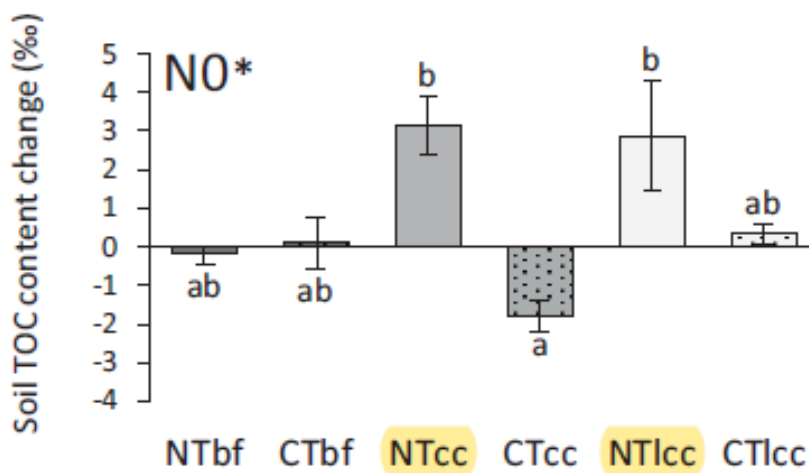 Soil TOC content change (‰)
N0*
5
4
3
2
1
0
-1
-2
-3
-4
ab
ab
b
a
b
ab
NTbf CTbf NTcc CTcc NTlcc CTlcc